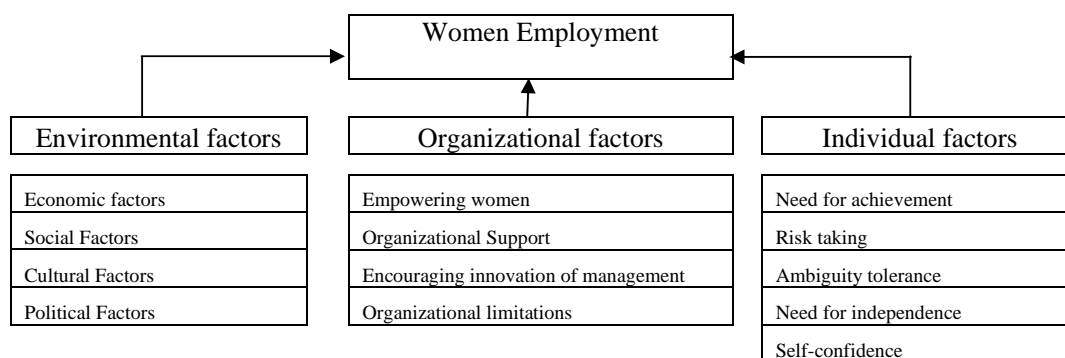 Women Employment
Environmental factors
Organizational factors
Individual factors
Economic factors
Social Factors
Cultural Factors
Political Factors
Empowering women
Organizational Support
Encouraging innovation of management
Organizational limitations
Need for achievement
Risk taking
Ambiguity tolerance
Need for independence
Self-confidence